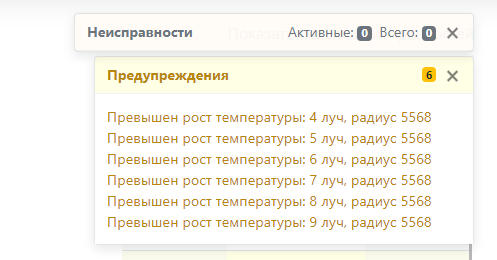 Неисправности Активные: 0 Всего: 0
Предупреждения 6
Превышен рост температуры: 4 луч, радиус 5568
Превышен рост температуры: 5 луч, радиус 5568
Превышен рост температуры: 6 луч, радиус 5568
Превышен рост температуры: 7 луч, радиус 5568
Превышен рост температуры: 8 луч, радиус 5568
Превышен рост температуры: 9 луч, радиус 5568